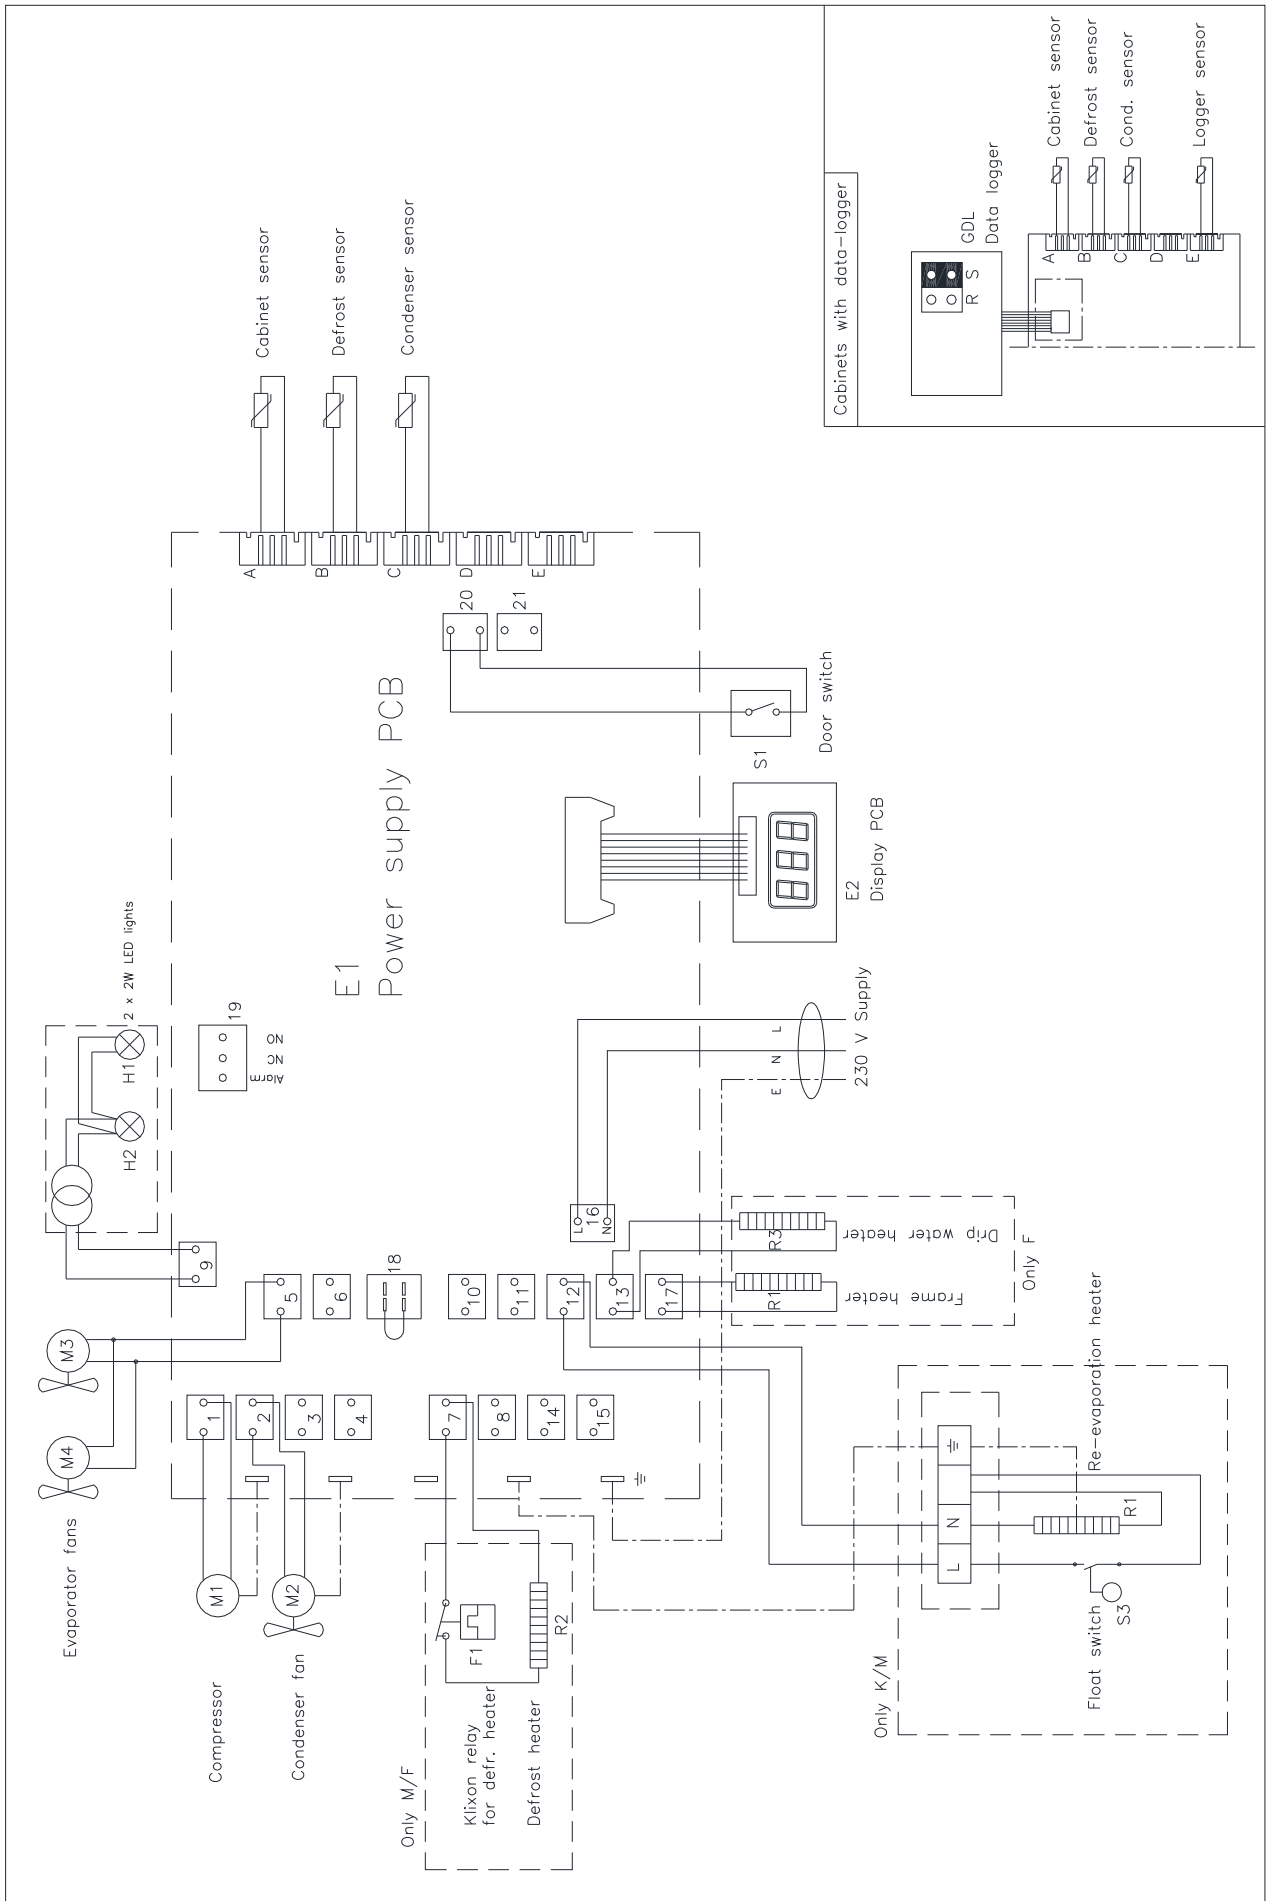 Evaporator fans
M4
M3
H2
H1
2 x 2W LED lights
Compressor
M1
Condenser fan
M2
1
2
3
4
5
6
9
18
19
Alarm
NC
NO
E1
Power supply PCB
A
B
C
D
E
Cabinet sensor
Defrost sensor
Condenser sensor
Only M/F
Klixon relay
for defr. heater
Defrost heater
F1
R2
7
8
14
15
10
11
12
13
17
L
16
N
20
21
R3
Drip water heater
R1
Frame heater
Only F
E
N
L
230 V Supply
E2
Display PCB
S1
Door switch
Only K/M
L
N
R1
Re-evaporation heater
Float switch
S3
Cabinets with data-logger
GDL
Data logger
R
S
A
B
C
D
E
Cabinet sensor
Defrost sensor
Cond. sensor
Logger sensor